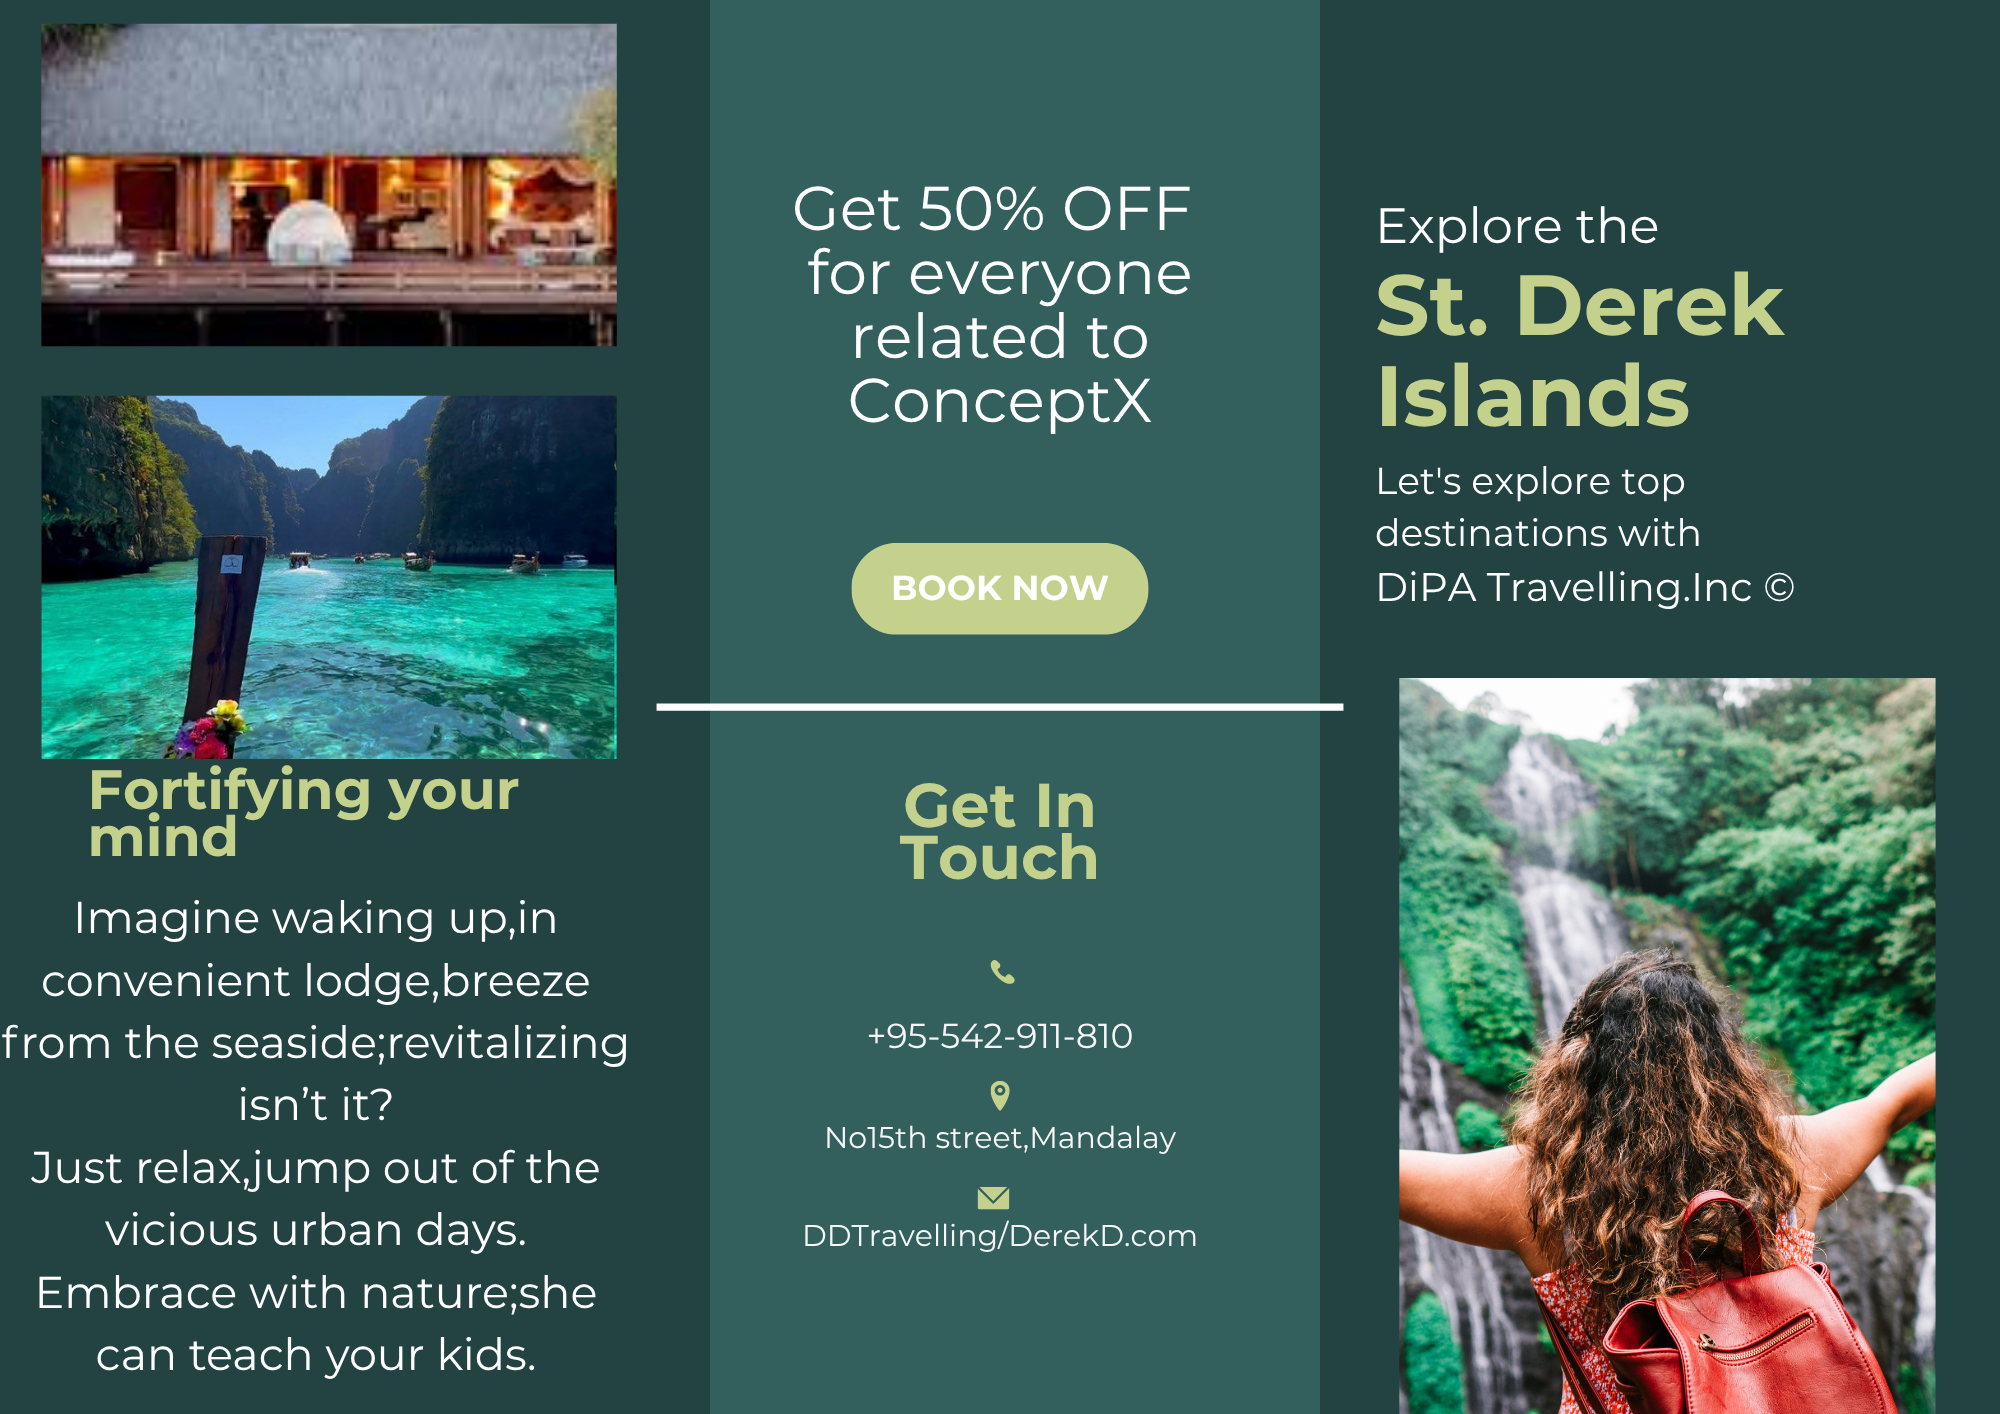 Fortifying your
mind
Imagine waking up,in
convenient lodge,breeze
from the seaside;revitalizing
isn’t it?
Just relax,jump out of the
vicious urban days.
Embrace with nature;she
can teach your kids.
Get 50% OFF
for everyone
related to
ConceptX
BOOK NOW
Get In
Touch
+95-542-911-810
No15th street,Mandalay
DDTravelling/DerekD.com
Explore the
St. Derek
Islands
Let's explore top
destinations with
DiPA Travelling.Inc ©